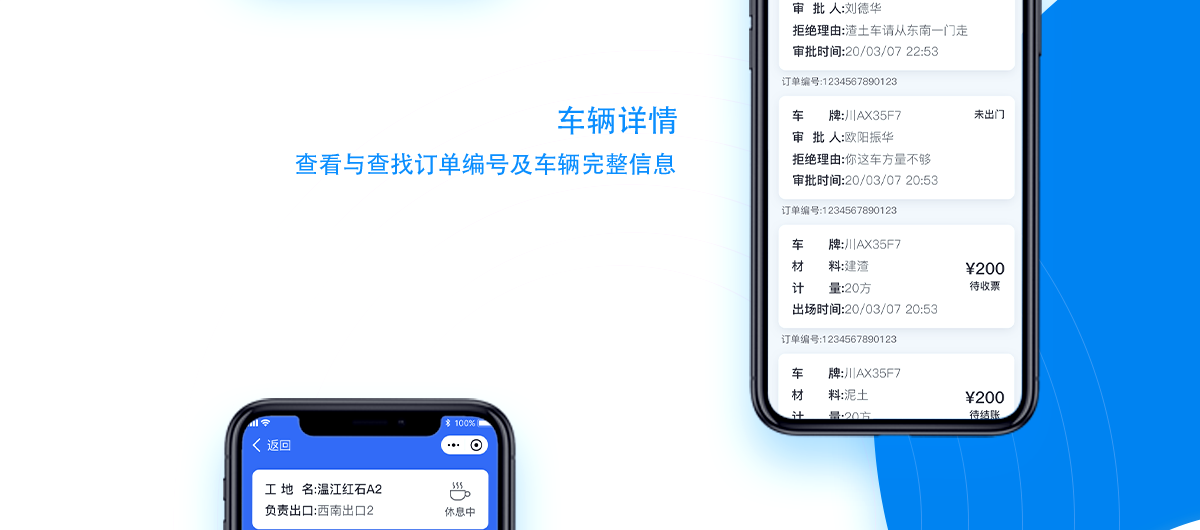 审 批 人:刘德华
拒绝理由:渣土车请从东南一门走
审批时间:20/03/07 22:53
订单编号:1234567890123
车辆详情
查看与查找订单编号及车辆完整信息
车 牌:川AX35F7 未出门
审 批 人:欧阳振华
拒绝理由:你这车方量不够
审批时间:20/03/07 20:53
订单编号:1234567890123
车 牌:川AX35F7
材 料:建渣 ¥200
计 量:20方 待收票
出场时间:20/03/07 20:53
订单编号:1234567890123
车 牌:川AX35F7
材 料:泥土 ¥200
计 量:20方 待结账
100%
返回
工 地 名:温江红石A2
负责出口:西南出口2 休息中